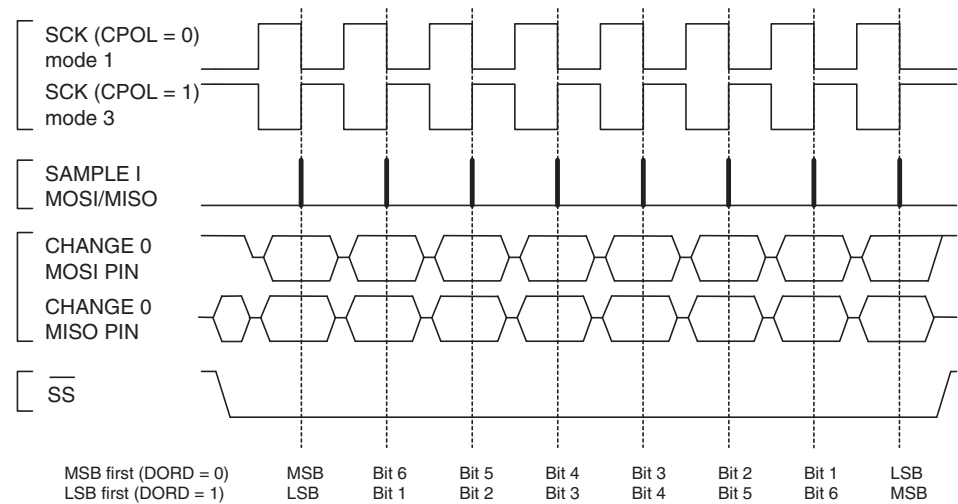 SCK (CPOL = 0)
mode 1
SCK (CPOL = 1)
mode 3
SAMPLE I
MOSI/MISO
CHANGE 0
MOSI PIN
CHANGE 0
MISO PIN
SS
MSB first (DORD = 0) MSB Bit 6 Bit 5 Bit 4 Bit 3 Bit 2 Bit 1 LSB
LSB first (DORD = 1) LSB Bit 1 Bit 2 Bit 3 Bit 4 Bit 5 Bit 6 MSB